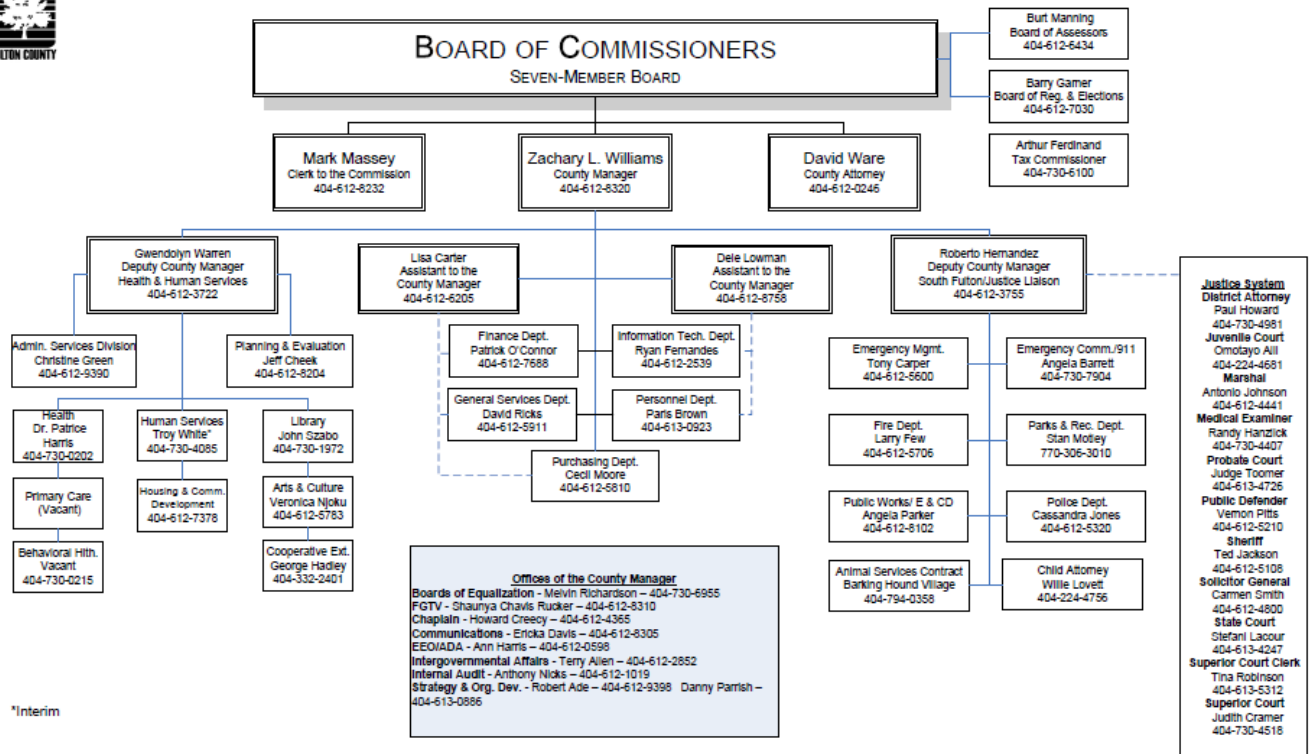 LTON COUNTY
BOARD OF COMMISSIONERS
SEVEN-MEMBER BOARD
Burt Manning
Board of Assessors
404-612-6434
Barry Garner
Board of Reg. & Elections
404-612-7030
Arthur Ferdinand
Tax Commissioner
404-730-6100
Mark Massey
Clerk to the Commission
404-612-8232
Zachary L. Williams
County Manager
404-612-8320
David Ware
County Attorney
404-612-0246
Gwendolyn Warren
Deputy County Manager
Health & Human Services
404-612-3722
Lisa Carter
Assistant to the
County Manager
404-612-6205
Dele Lowman
Assistant to the
County Manager
404-612-8758
Roberto Hernandez
Deputy County Manager
South Fulton/Justice Liaison
404-612-3755
Admin. Services Division
Christine Green
404-612-9390
Planning & Evaluation
Jeff Cheek
404-612-8204
Health
Dr. Patrice
Harris
404-730-0202
Human Services
Troy White*
404-730-4085
Library
John Szabo
404-730-1972
Primary Care
(Vacant)
Housing & Comm.
Development
404-612-7378
Arts & Culture
Veronica Njoku
404-612-5783
Behavioral Hlth.
Vacant
404-730-0215
Cooperative Ext.
George Hadley
404-332-2401
Finance Dept.
Patrick O'Connor
404-612-7688
Information Tech. Dept.
Ryan Fernandes
404-612-2539
General Services Dept.
David Ricks
404-612-5911
Personnel Dept.
Paris Brown
404-613-0923
Purchasing Dept.
Cecil Moore
404-612-5810
Emergency Mgmt.
Tony Carper
404-612-5600
Emergency Comm./911
Angela Barrett
404-730-7904
Fire Dept.
Larry Few
404-612-5706
Parks & Rec. Dept.
Stan Motley
770-306-3010
Public Works/ E & CD
Angela Parker
404-612-8102
Police Dept.
Cassandra Jones
404-612-5320
Animal Services Contract
Barking Hound Village
404-794-0358
Child Attorney
Willie Lovett
404-224-4756
Justice System
District Attorney
Paul Howard
404-730-4981
Juvenile Court
Omotayo Alli
404-224-4681
Marshal
Antonio Johnson
404-612-4441
Medical Examiner
Randy Hanzlick
404-730-4407
Probate Court
Judge Toomer
404-613-4726
Public Defender
Vernon Pitts
404-612-5210
Sheriff
Ted Jackson
404-612-5108
Solicitor General
Carmen Smith
404-612-4800
State Court
Stefani Lacour
404-613-4247
Superior Court Clerk
Tina Robinson
404-613-5312
Superior Court
Judith Cramer
404-730-4518
Offices of the County Manager
Boards of Equalization - Melvin Richardson – 404-730-6955
FGTV - Shaunya Chavis Rucker – 404-612-8310
Chaplain - Howard Creecy – 404-612-4365
Communications - Ericka Davis – 404-612-8305
EEO/ADA - Ann Harris – 404-612-0598
Intergovernmental Affairs - Terry Allen – 404-612-2852
Internal Audit - Anthony Nicks – 404-612-1019
Strategy & Org. Dev. - Robert Ade – 404-612-9398 Danny Parrish –
404-613-0886
*Interim